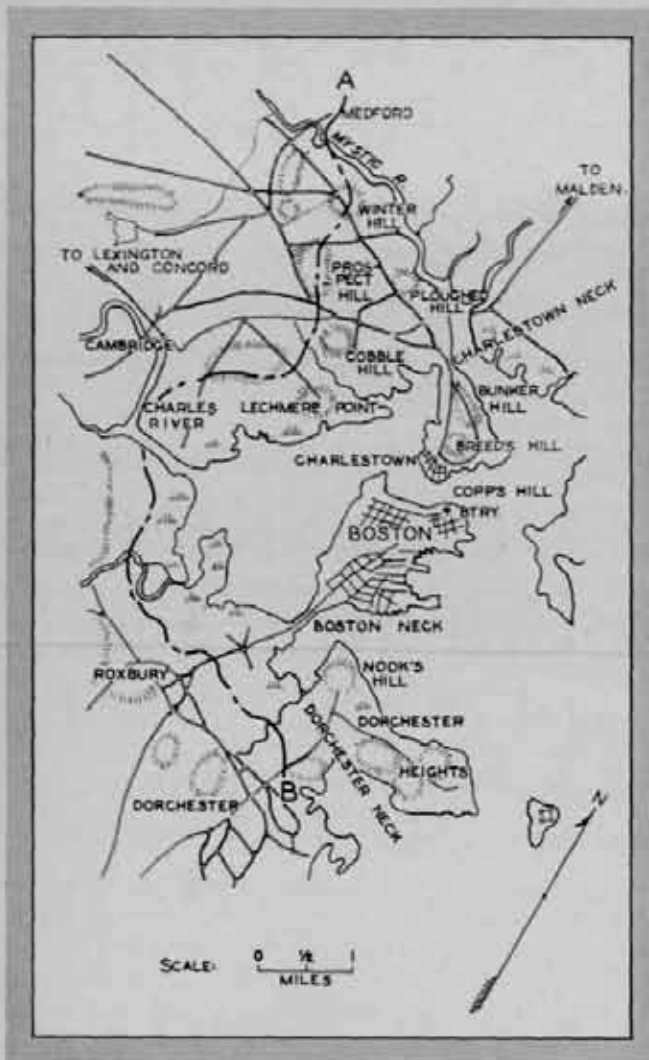 A
MEDFORD
MYSTIC R.
TO
MALDEN.
WINTER
HILL
TO LEXINGTON
AND CONCORD
PROS-
PECT
HILL
PLOUGHED
HILL
CHARLESTOWN NECK
CAMBRIDGE
COBBLE
HILL
BUNKER
HILL
CHARLES
RIVER
LECHMERE POINT
BREED'S HILL
CHARLESTOWN
COPP'S HILL
BTRY
BOSTON
BOSTON NECK
ROXBURY
NOOK'S
HILL
DORCHESTER
HEIGHTS
DORCHESTER NECK
DORCHESTER
B
N
SCALE:
0 ½ 1
MILES